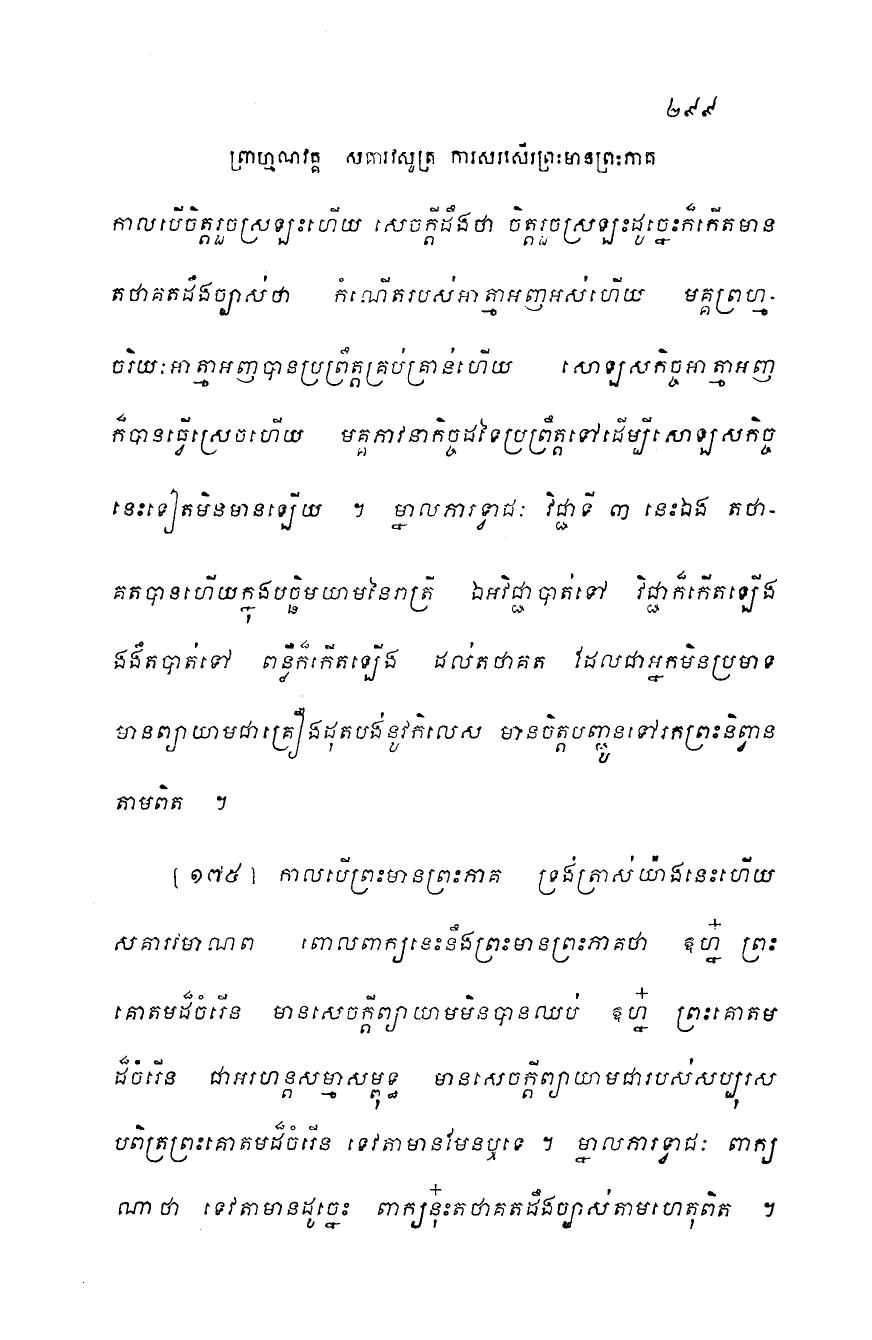 ២៩៩
ព្រាហ្មណវគ្គ សគារវសូត្រ ការសរសើរព្រះមានព្រះភាគ
កាលបើចិត្តរួចស្រឡះហើយ សេចក្តីដឹងថា ចិត្តរួចស្រឡះដូច្នេះក៏កើតមាន
តថាគតដឹងច្បាស់ថា កំណើតរបស់អាត្មាអញអស់ហើយ មគ្គព្រហ្ម-
ចរិយៈអាត្មាអញបានប្រព្រឹត្តគ្រប់គ្រាន់ហើយ សោឡសកិច្ចអាត្មាអញ
ក៏បានធ្វើស្រេចហើយ មគ្គភាវនាកិច្ចដទៃប្រព្រឹត្តទៅដើម្បីសោឡសកិច្ច
នេះទៀតមិនមានឡើយ ។ ម្នាលភារទ្វាជៈ វិជ្ជាទី ៣ នេះឯង តថា-
គតបានហើយក្នុងបច្ឆិមយាមនៃរាត្រី ឯអវិជ្ជាបាត់ទៅ វិជ្ជាក៏កើតឡើង
ងងឹតបាត់ទៅ ពន្លឺក៏កើតឡើង ដល់តថាគត ដែលជាអ្នកមិនប្រមាទ
មានព្យាយាមជាគ្រឿងដុតបង់នូវកិលេស មានចិត្តបញ្ជូនទៅរកព្រះនិព្វាន
តាមពិត ។
[១៧៥] កាលបើព្រះមានព្រះភាគ ទ្រង់ត្រាស់យ៉ាងនេះហើយ
សគារវមាណព ពោលពាក្យនេះនឹងព្រះមានព្រះភាគថា ឱហ្ន៎ ព្រះ
គោតមដ៏ចំរើន មានសេចក្តីព្យាយាមមិនបានឈប់ ឱហ្ន៎ ព្រះគោតម
ដ៏ចំរើន ជាអរហន្តសម្មាសម្ពុទ្ធ មានសេចក្តីព្យាយាមជារបស់សប្បុរស
បពិត្រព្រះគោតមដ៏ចំរើន ទេវតាមានមែនឬទេ ។ ម្នាលភារទ្វាជៈ ពាក្យ
ណាថា ទេវតាមានដូច្នេះ ពាក្យនុ៎ះតថាគតដឹងច្បាស់តាមហេតុពិត ។